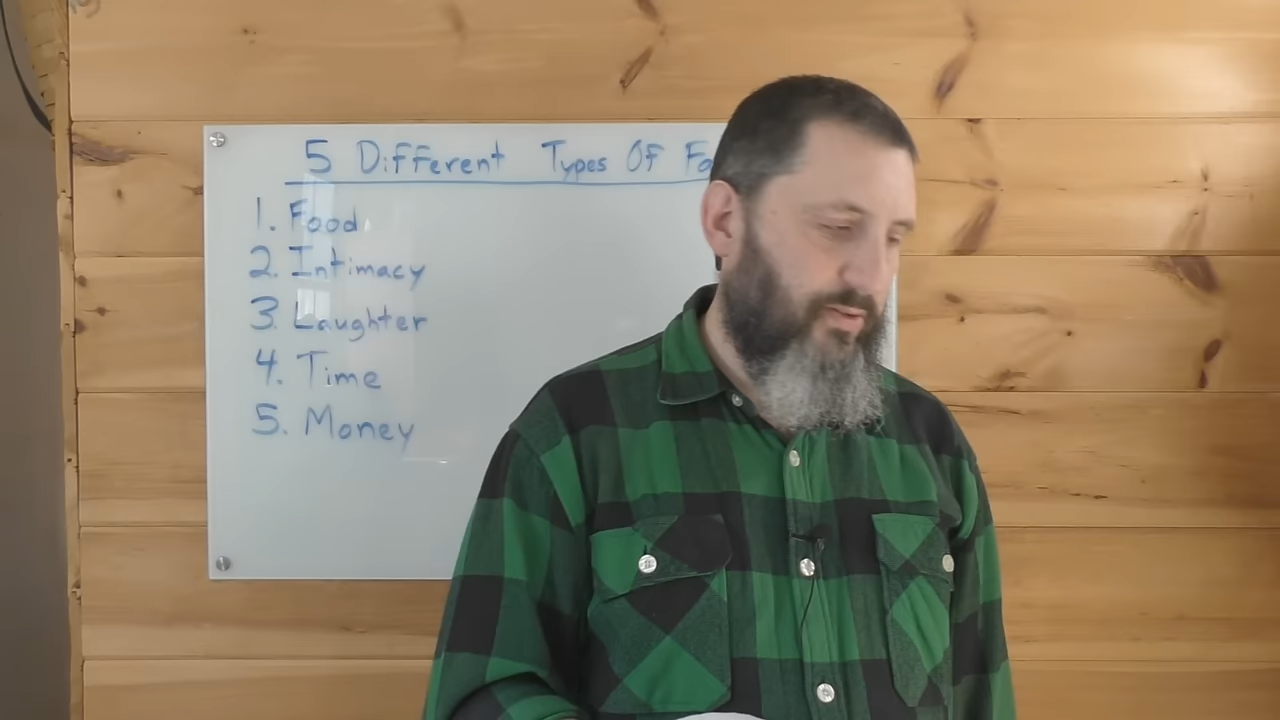 5 Different Types Of
1. Food
2. Intimacy
3. Laughter
4. Time
5. Money